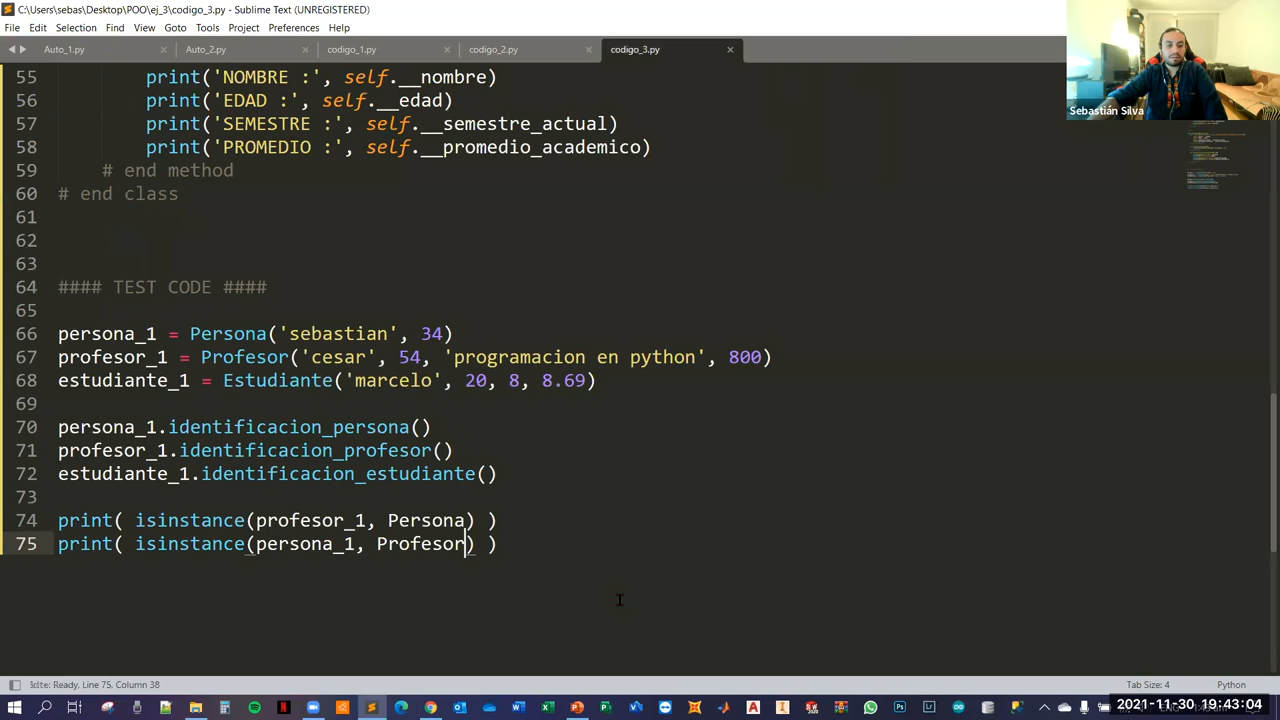 C:\Users\sebas\Desktop\POO\ej_3\codigo_3.py - Sublime Text (UNREGISTERED)
File Edit Selection Find View Goto Tools Project Preferences Help
Auto_1.py Auto_2.py codigo_1.py codigo_2.py codigo_3.py
Sebastián Silva
55 print('NOMBRE :', self.__nombre)
56 print('EDAD :', self.__edad)
57 print('SEMESTRE :', self.__semestre_actual)
58 print('PROMEDIO :', self.__promedio_academico)
59 # end method
60 # end class
61
62
63
64 #### TEST CODE ####
65
66 persona_1 = Persona('sebastian', 34)
67 profesor_1 = Profesor('cesar', 54, 'programacion en python', 800)
68 estudiante_1 = Estudiante('marcelo', 20, 8, 8.69)
69
70 persona_1.identificacion_persona()
71 profesor_1.identificacion_profesor()
72 estudiante_1.identificacion_estudiante()
73
74 print( isinstance(profesor_1, Persona) )
75 print( isinstance(persona_1, Profesor) )
Ready, Line 75, Column 38 Tab Size: 4 Python
2021-11-30 19:43:04